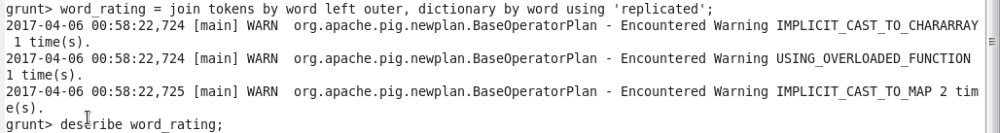 grunt> word_rating = join tokens by word left outer, dictionary by word using 'replicated';
2017-04-06 00:58:22,724 [main] WARN  org.apache.pig.newplan.BaseOperatorPlan - Encountered Warning IMPLICIT_CAST_TO_CHARARRAY
 1 time(s).
2017-04-06 00:58:22,724 [main] WARN  org.apache.pig.newplan.BaseOperatorPlan - Encountered Warning USING_OVERLOADED_FUNCTION
1 time(s).
2017-04-06 00:58:22,725 [main] WARN  org.apache.pig.newplan.BaseOperatorPlan - Encountered Warning IMPLICIT_CAST_TO_MAP 2 tim
e(s).
grunt> describe word_rating;